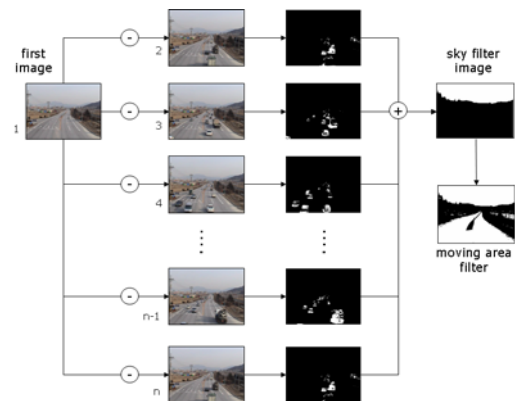 first
image
1
-
2
-
3
-
4
-
n-1
-
n
+
sky filter
image
moving area
filter